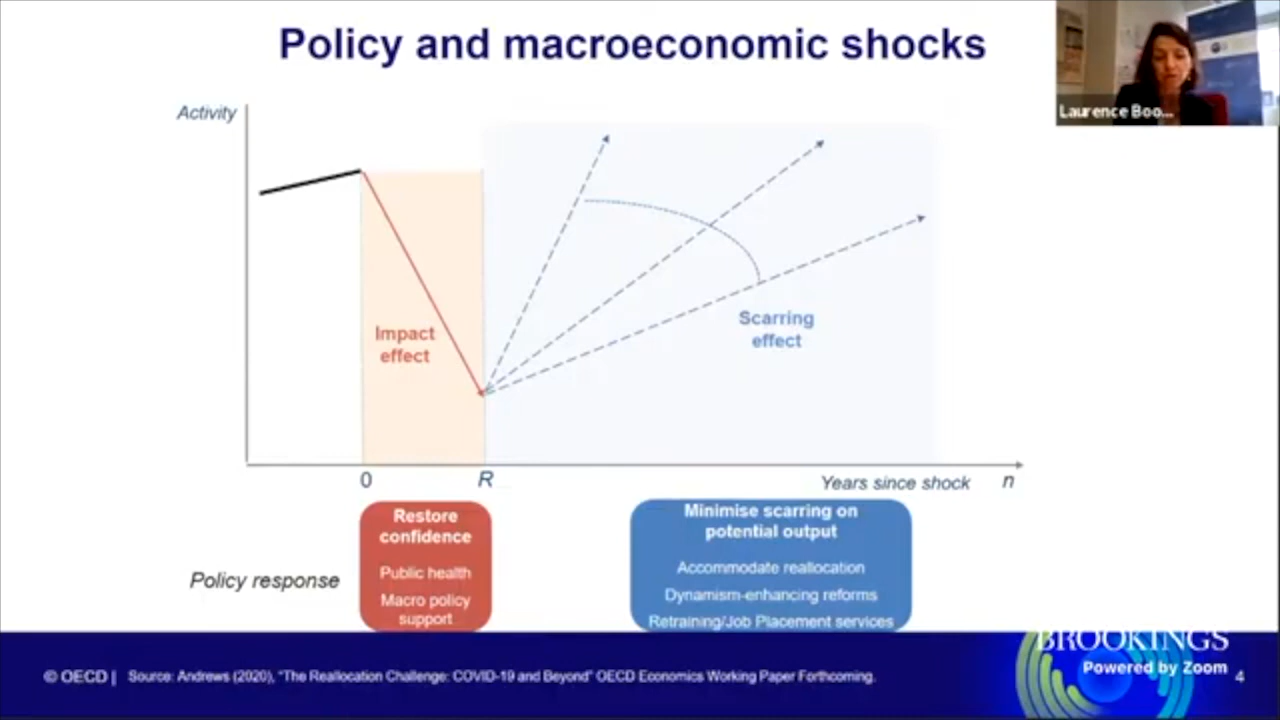 Policy and macroeconomic shocks
Laurence Boo...
Activity
Impact
effect
Scarring
effect
0
R
Years since shock
n
Policy response
Restore
confidence
Public health
Macro policy
support
Minimise scarring on
potential output
Accommodate reallocation
Dynamism-enhancing reforms
Retraining/Job Placement services
© OECD | Source: Andrews (2020), "The Reallocation Challenge: COVID-19 and Beyond" OECD Economics Working Paper Forthcoming.
BROOKINGS
Powered by Zoom
4